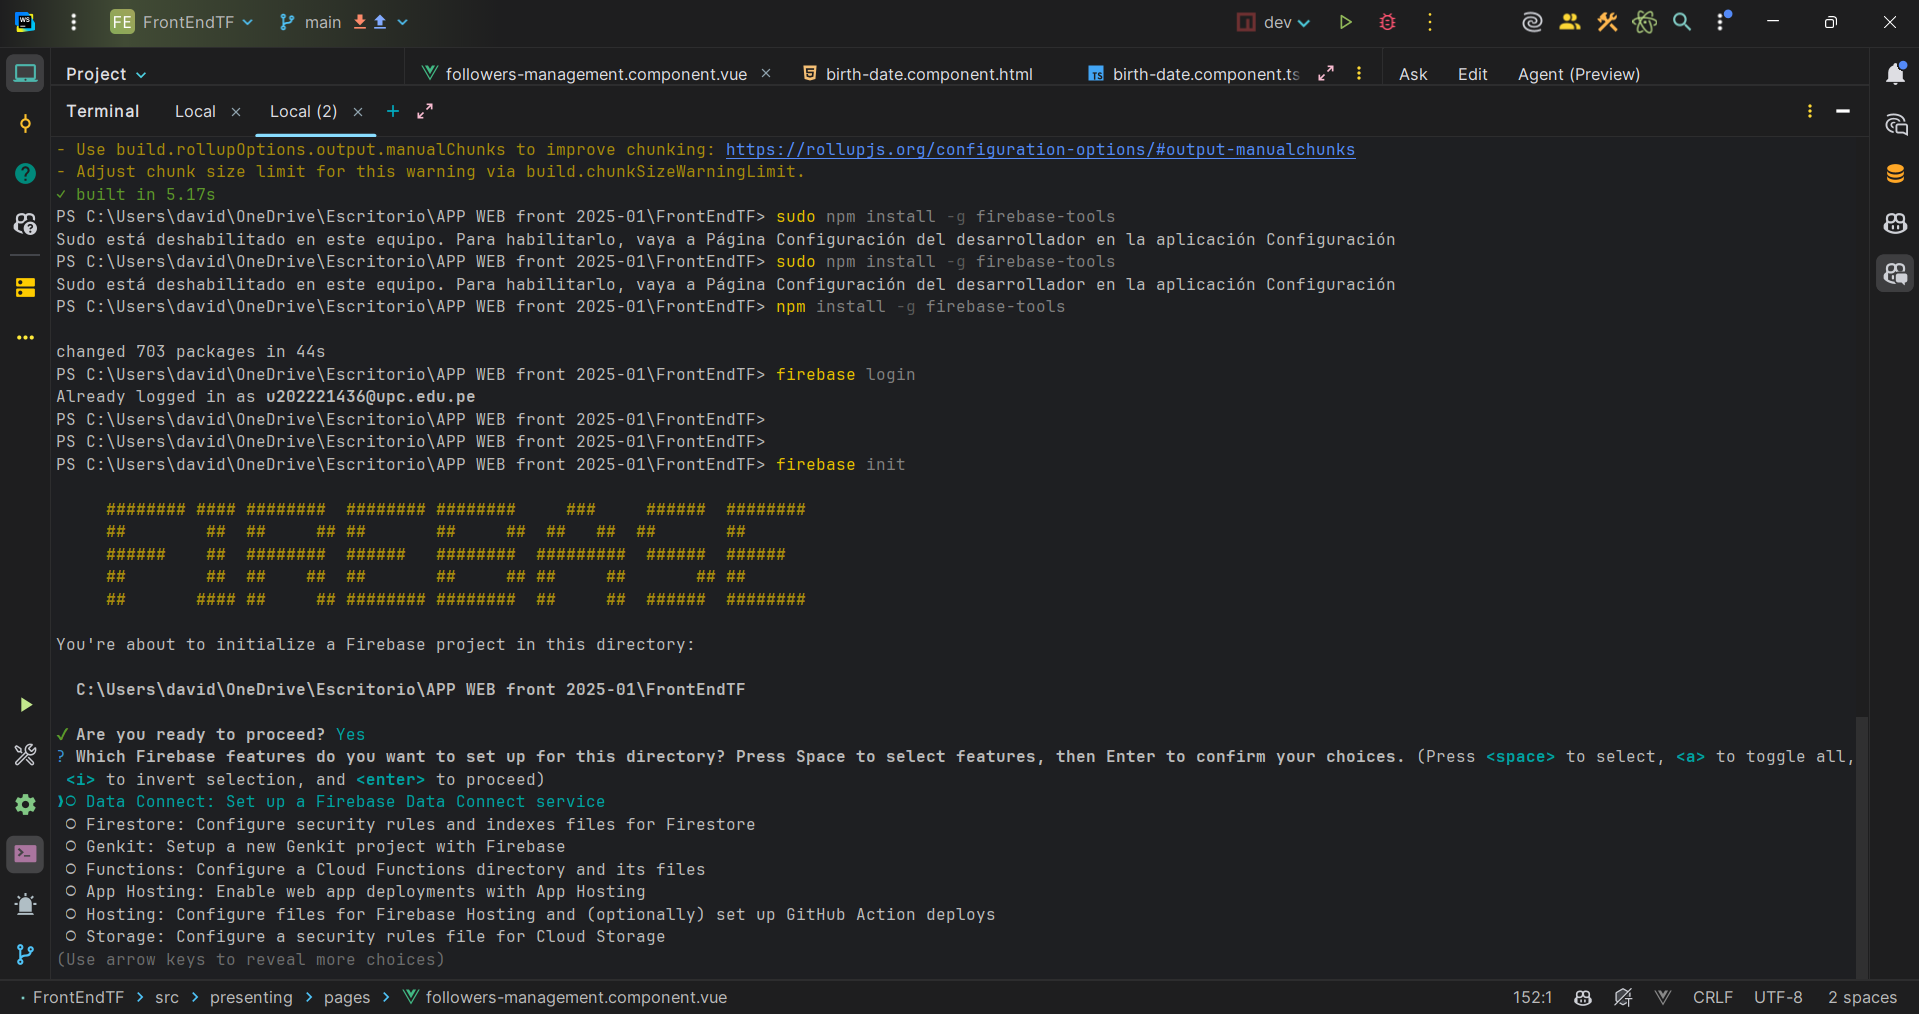 WS FE FrontEndTF main dev
Project followers-management.component.vue birth-date.component.html TS birth-date.component.ts Ask Edit Agent (Preview)
Terminal Local Local (2)
- Use build.rollupOptions.output.manualChunks to improve chunking: https://rollupjs.org/configuration-options/#output-manualchunks
- Adjust chunk size limit for this warning via build.chunkSizeWarningLimit.
✓ built in 5.17s
PS C:\Users\david\OneDrive\Escritorio\APP WEB front 2025-01\FrontEndTF> sudo npm install -g firebase-tools
Sudo está deshabilitado en este equipo. Para habilitarlo, vaya a Página Configuración del desarrollador en la aplicación Configuración
PS C:\Users\david\OneDrive\Escritorio\APP WEB front 2025-01\FrontEndTF> sudo npm install -g firebase-tools
Sudo está deshabilitado en este equipo. Para habilitarlo, vaya a Página Configuración del desarrollador en la aplicación Configuración
PS C:\Users\david\OneDrive\Escritorio\APP WEB front 2025-01\FrontEndTF> npm install -g firebase-tools
changed 703 packages in 44s
PS C:\Users\david\OneDrive\Escritorio\APP WEB front 2025-01\FrontEndTF> firebase login
Already logged in as u202221436@upc.edu.pe
PS C:\Users\david\OneDrive\Escritorio\APP WEB front 2025-01\FrontEndTF>
PS C:\Users\david\OneDrive\Escritorio\APP WEB front 2025-01\FrontEndTF>
PS C:\Users\david\OneDrive\Escritorio\APP WEB front 2025-01\FrontEndTF> firebase init
######## #### ########  ######## ########     ###     ######  ########
##        ##  ##     ## ##       ##     ##  ##   ##  ##       ##
######    ##  ########  ######   ########  #########  ######  ######
##        ##  ##    ##  ##       ##     ## ##     ##       ## ##
##       #### ##     ## ######## ########  ##     ##  ######  ########
You're about to initialize a Firebase project in this directory:
C:\Users\david\OneDrive\Escritorio\APP WEB front 2025-01\FrontEndTF
✓ Are you ready to proceed? Yes
? Which Firebase features do you want to set up for this directory? Press Space to select features, then Enter to confirm your choices. (Press <space> to select, <a> to toggle all,
<i> to invert selection, and <enter> to proceed)
❯◯ Data Connect: Set up a Firebase Data Connect service
◯ Firestore: Configure security rules and indexes files for Firestore
◯ Genkit: Setup a new Genkit project with Firebase
◯ Functions: Configure a Cloud Functions directory and its files
◯ App Hosting: Enable web app deployments with App Hosting
◯ Hosting: Configure files for Firebase Hosting and (optionally) set up GitHub Action deploys
◯ Storage: Configure a security rules file for Cloud Storage
(Use arrow keys to reveal more choices)
FrontEndTF > src > presenting > pages > followers-management.component.vue 152:1 CRLF UTF-8 2 spaces